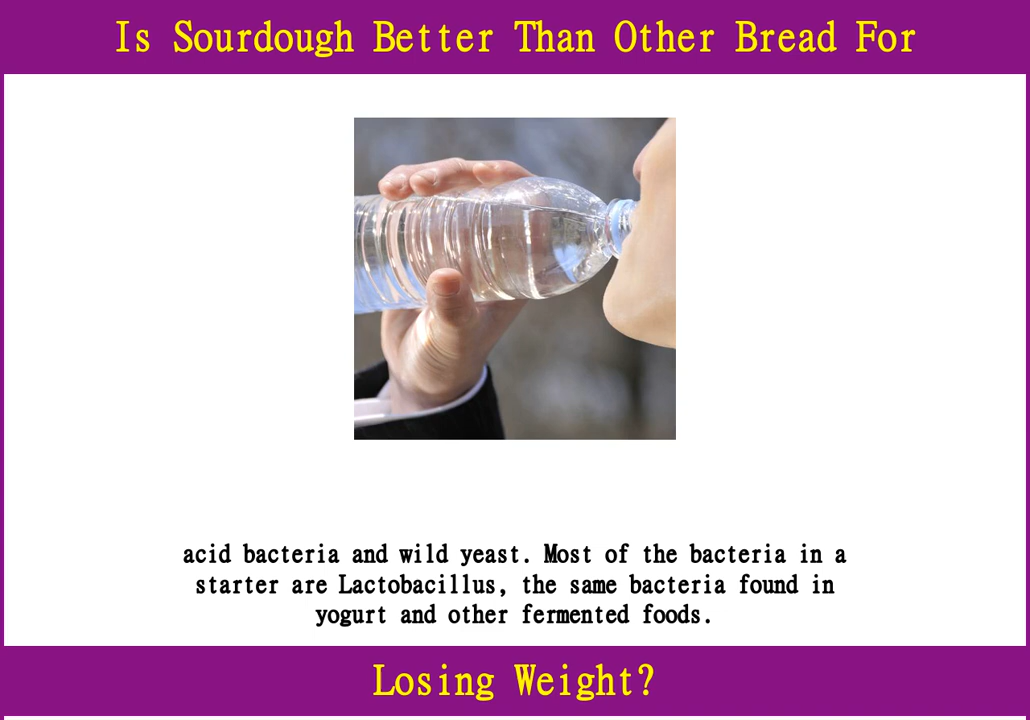 Is Sourdough Better Than Other Bread For
acid bacteria and wild yeast. Most of the bacteria in a
starter are Lactobacillus, the same bacteria found in
yogurt and other fermented foods.
Losing Weight?